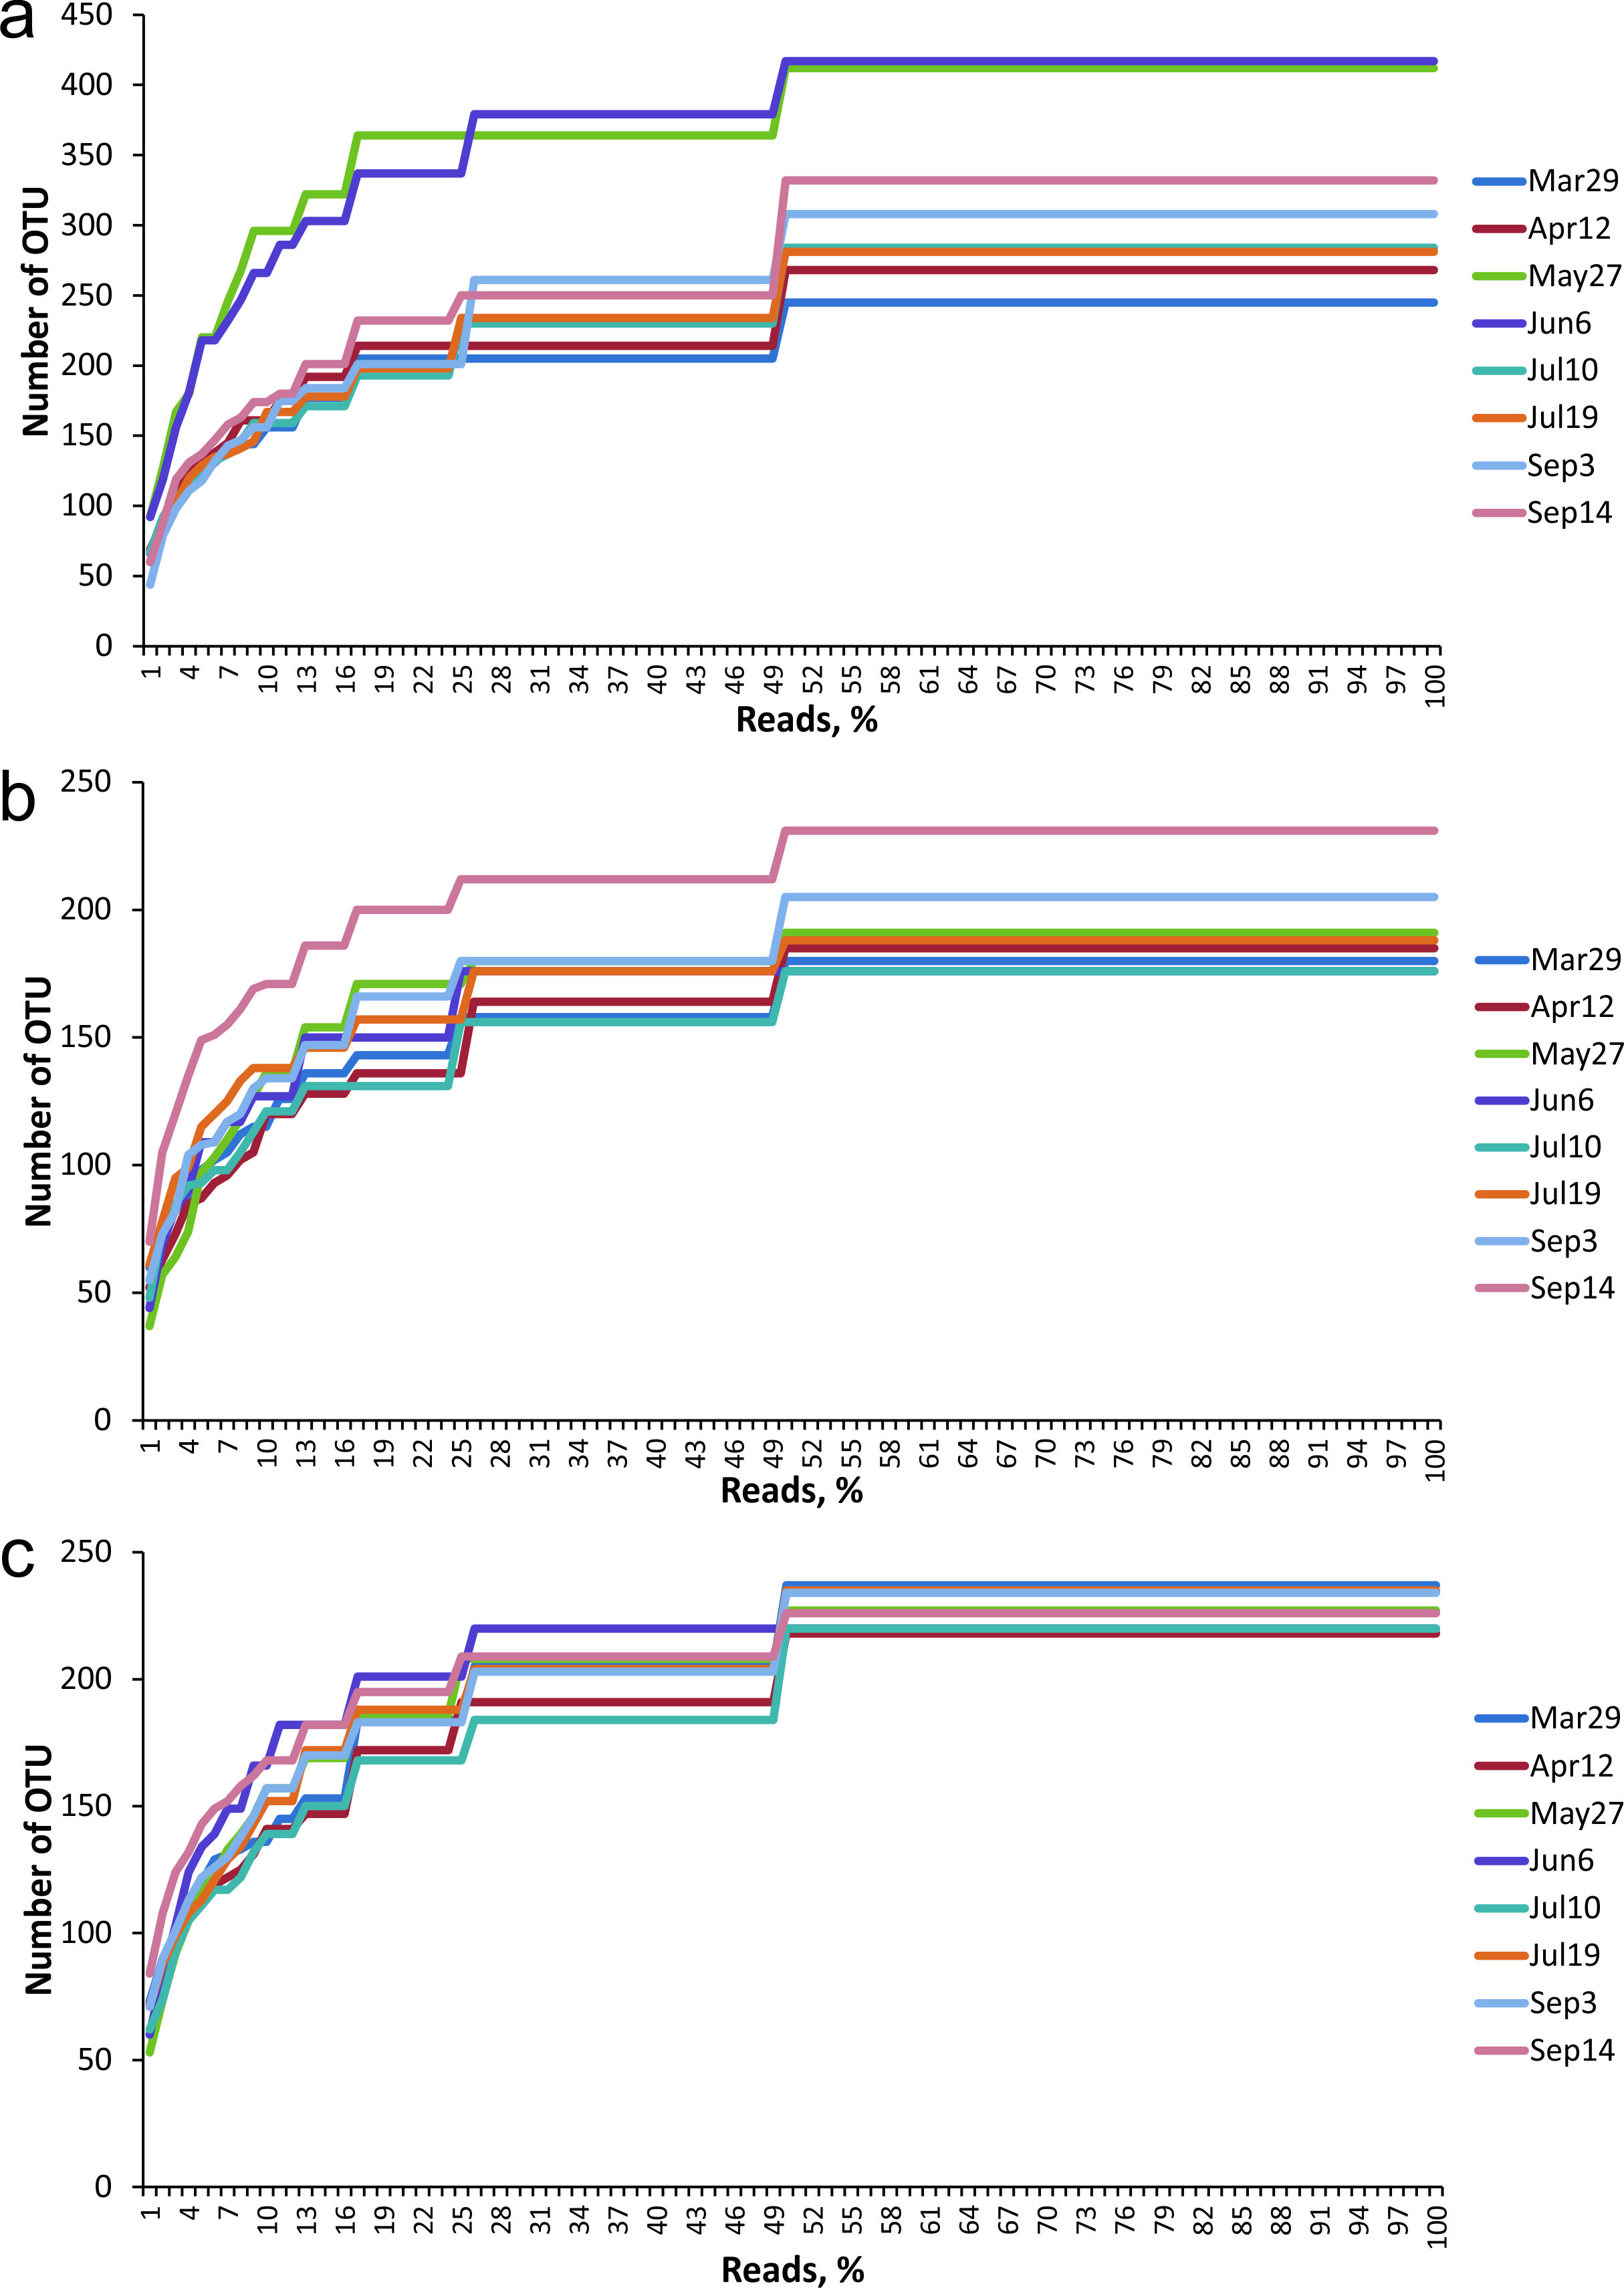 a
450
400
350
300
250
200
150
100
50
0
Number of OTU
1 4 7 10 13 16 19 22 25 28 31 34 37 40 43 46 49 52 55 58 61 64 67 70 73 76 79 82 85 88 91 94 97 100
Reads, %
Mar29
Apr12
May27
Jun6
Jul10
Jul19
Sep3
Sep14
b
250
200
150
100
50
0
Number of OTU
1 4 7 10 13 16 19 22 25 28 31 34 37 40 43 46 49 52 55 58 61 64 67 70 73 76 79 82 85 88 91 94 97 100
Reads, %
Mar29
Apr12
May27
Jun6
Jul10
Jul19
Sep3
Sep14
c
250
200
150
100
50
0
Number of OTU
1 4 7 10 13 16 19 22 25 28 31 34 37 40 43 46 49 52 55 58 61 64 67 70 73 76 79 82 85 88 91 94 97 100
Reads, %
Mar29
Apr12
May27
Jun6
Jul10
Jul19
Sep3
Sep14